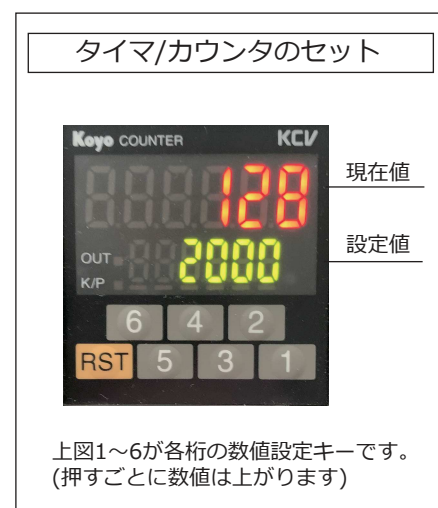 タイマ/カウンタのセット
Koyo COUNTER KCV
128
現在値
2000
設定値
OUT
K/P
6 4 2
RST 5 3 1
上図1～6が各桁の数値設定キーです。
(押すごとに数値は上がります)